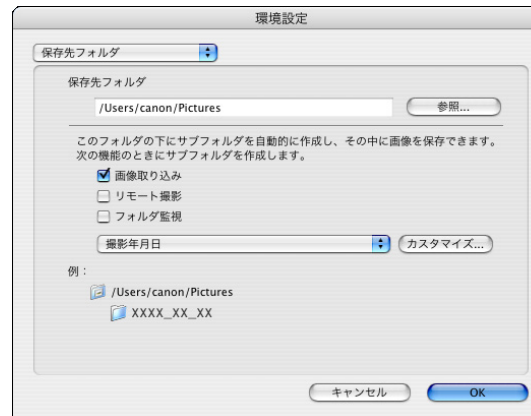 環境設定
保存先フォルダ
保存先フォルダ
/Users/canon/Pictures
参照...
このフォルダの下にサブフォルダを自動的に作成し、その中に画像を保存できます。
次の機能のときにサブフォルダを作成します。
画像取り込み
リモート撮影
フォルダ監視
撮影年月日
カスタマイズ...
例：
/Users/canon/Pictures
XXXX_XX_XX
キャンセル
OK